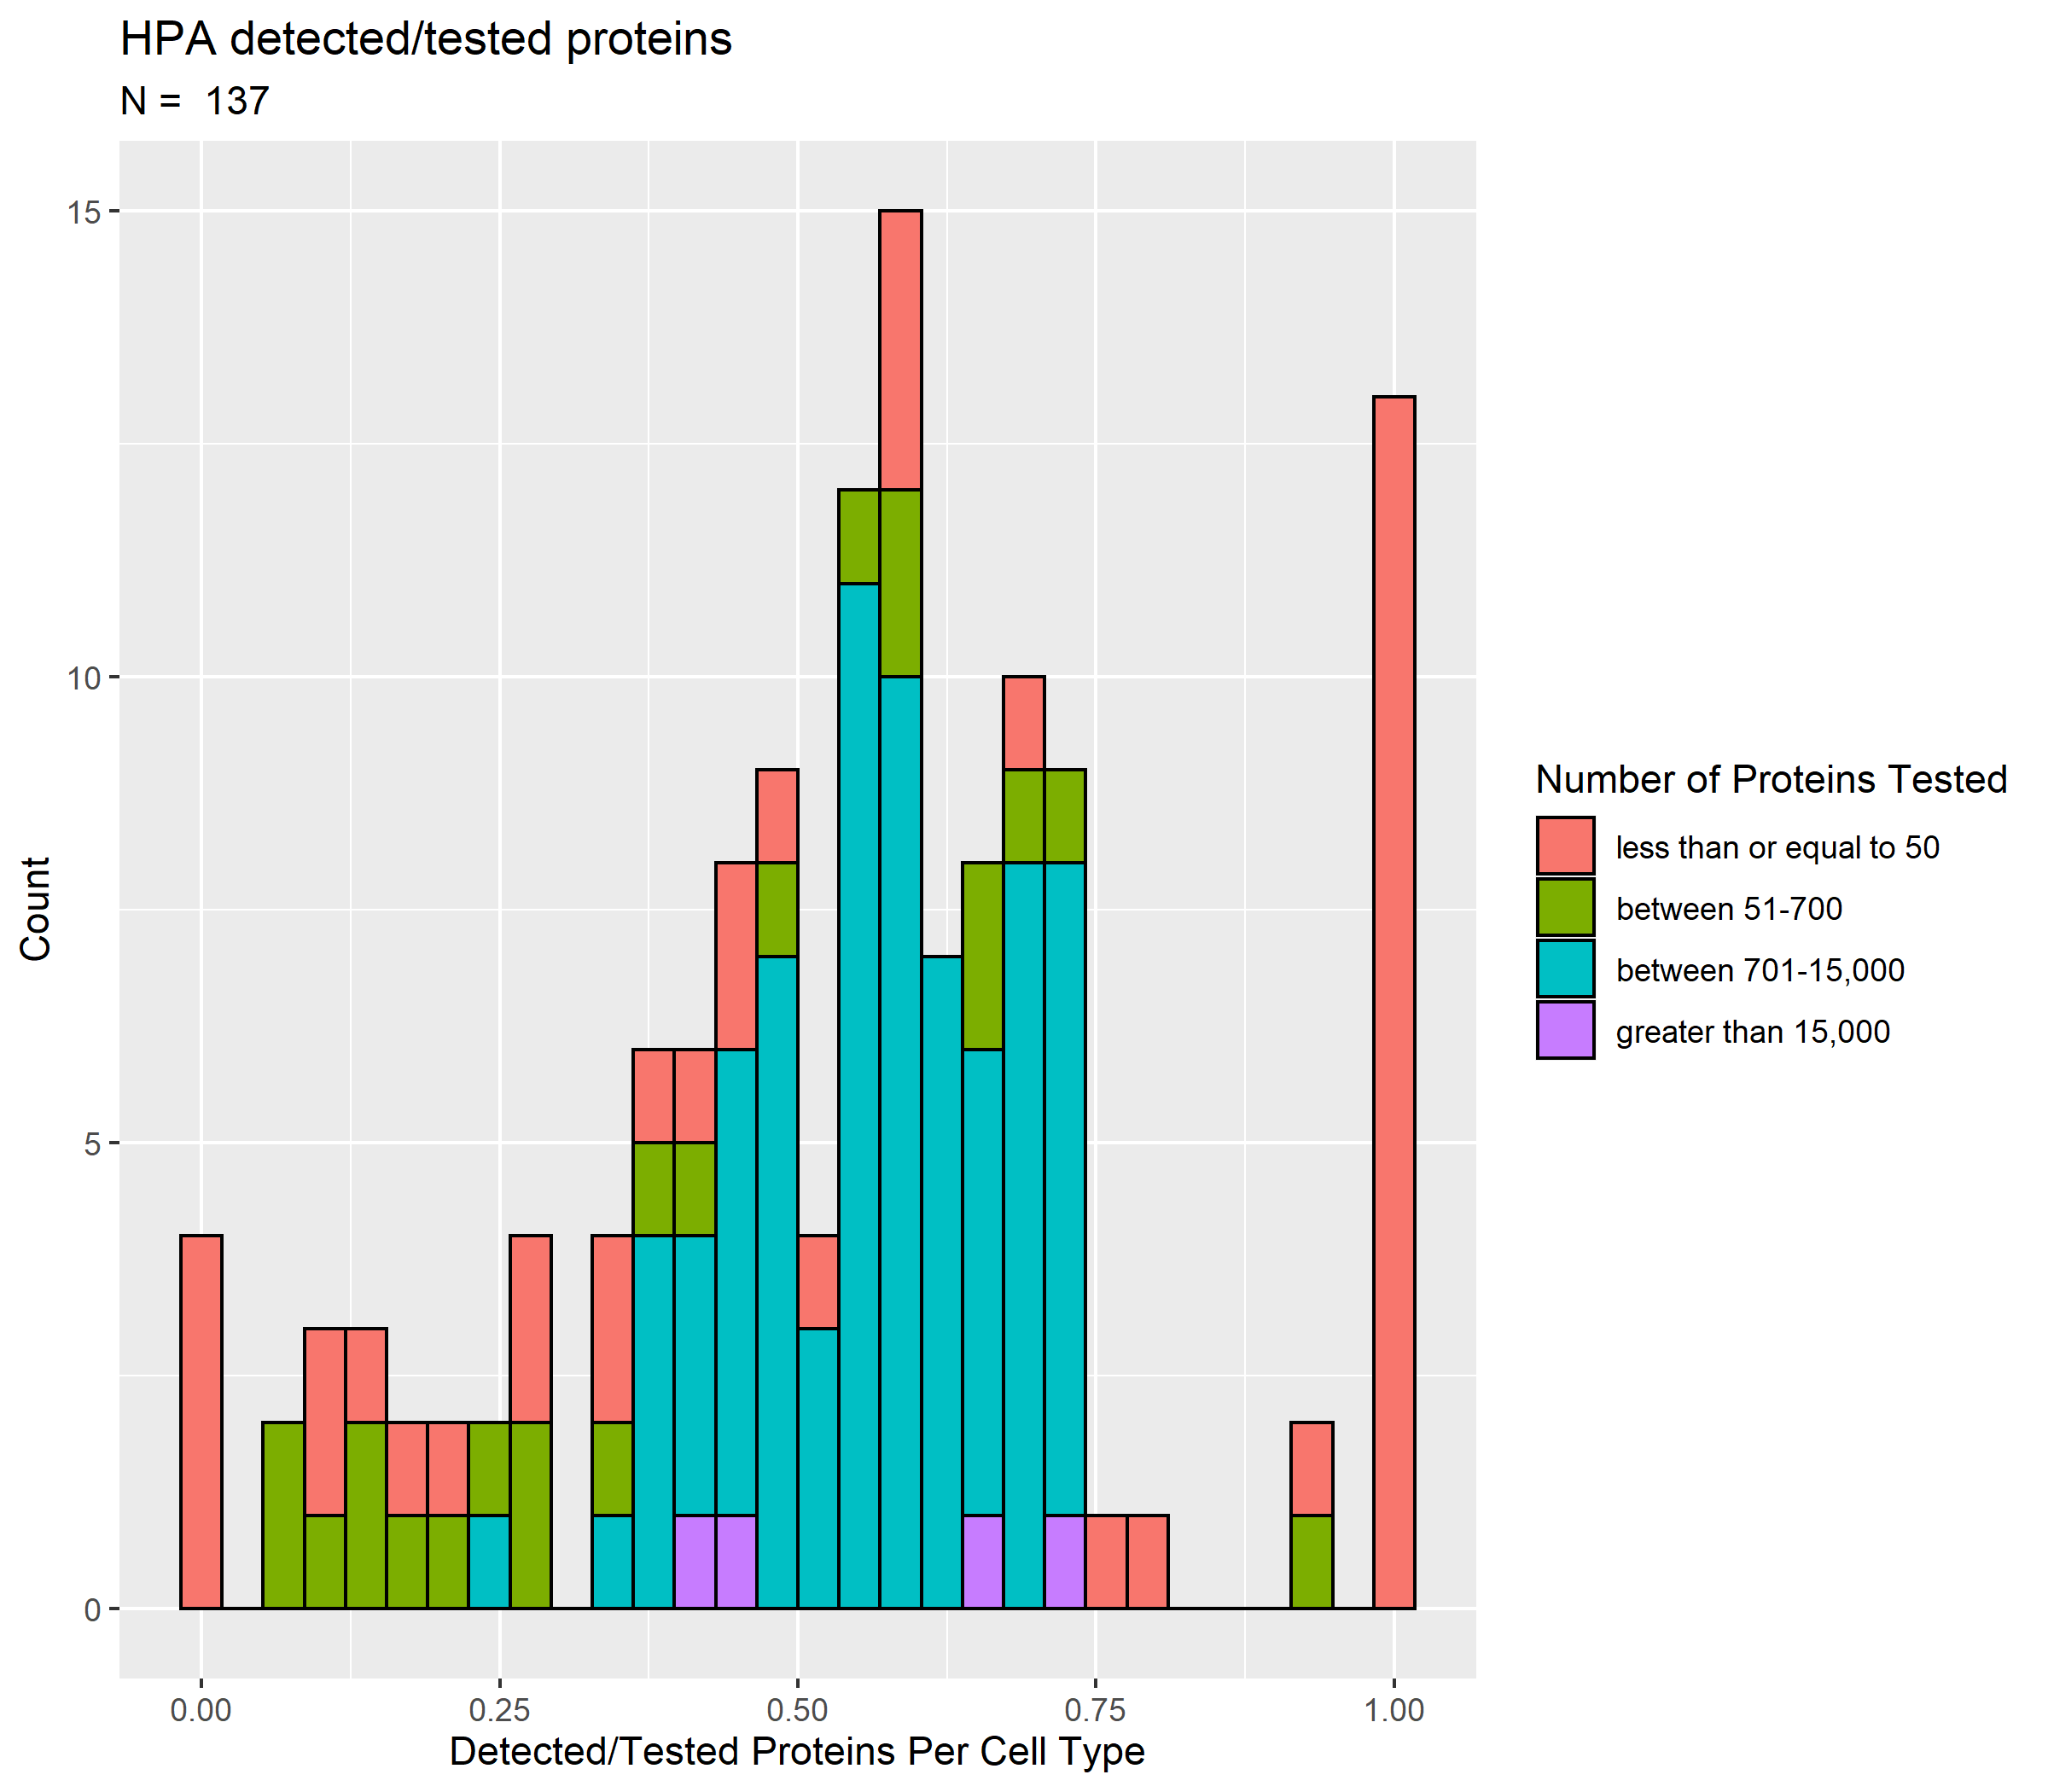 HPA detected/tested proteins
N =  137
Count
15
10
5
0
0.00 0.25 0.50 0.75 1.00
Detected/Tested Proteins Per Cell Type
Number of Proteins Tested
less than or equal to 50
between 51-700
between 701-15,000
greater than 15,000